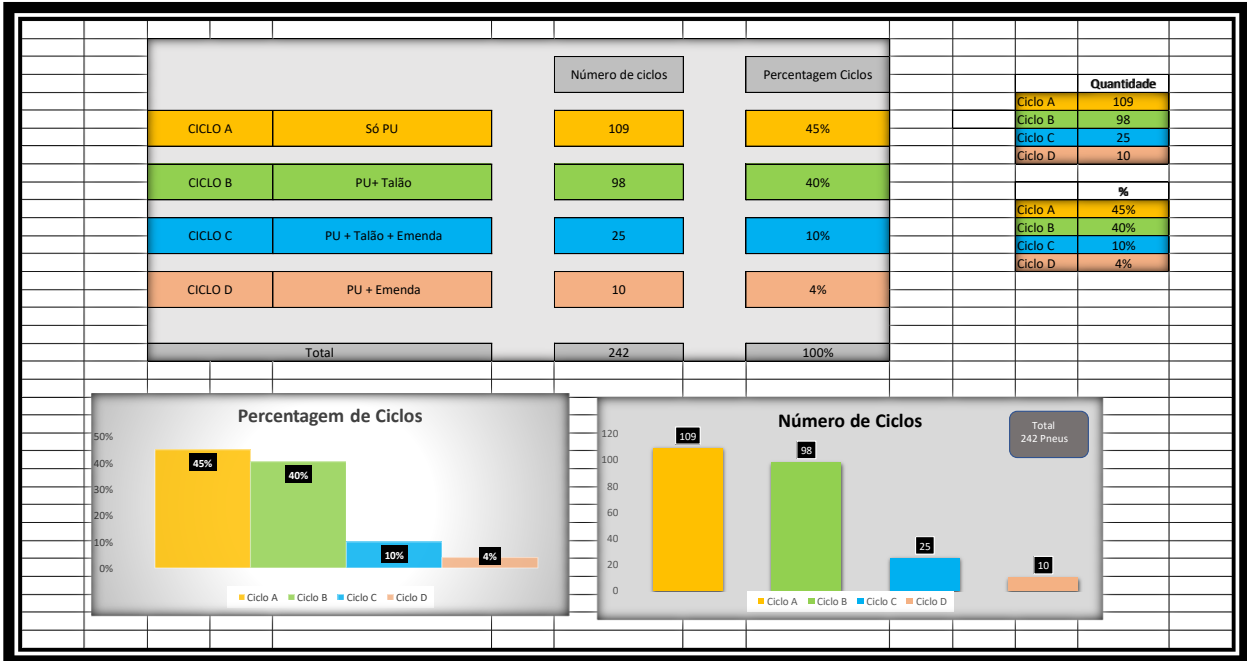 Número de ciclos Percentagem Ciclos
CICLO A Só PU 109 45%
CICLO B PU+ Talão 98 40%
CICLO C PU + Talão + Emenda 25 10%
CICLO D PU + Emenda 10 4%
Total 242 100%
Quantidade
Ciclo A 109
Ciclo B 98
Ciclo C 25
Ciclo D 10
%
Ciclo A 45%
Ciclo B 40%
Ciclo C 10%
Ciclo D 4%
Percentagem de Ciclos
50%
40%
30%
20%
10%
0%
45%
40%
10%
4%
Ciclo A Ciclo B Ciclo C Ciclo D
Número de Ciclos
Total
242 Pneus
120
100
80
60
40
20
0
109
98
25
10
Ciclo A Ciclo B Ciclo C Ciclo D